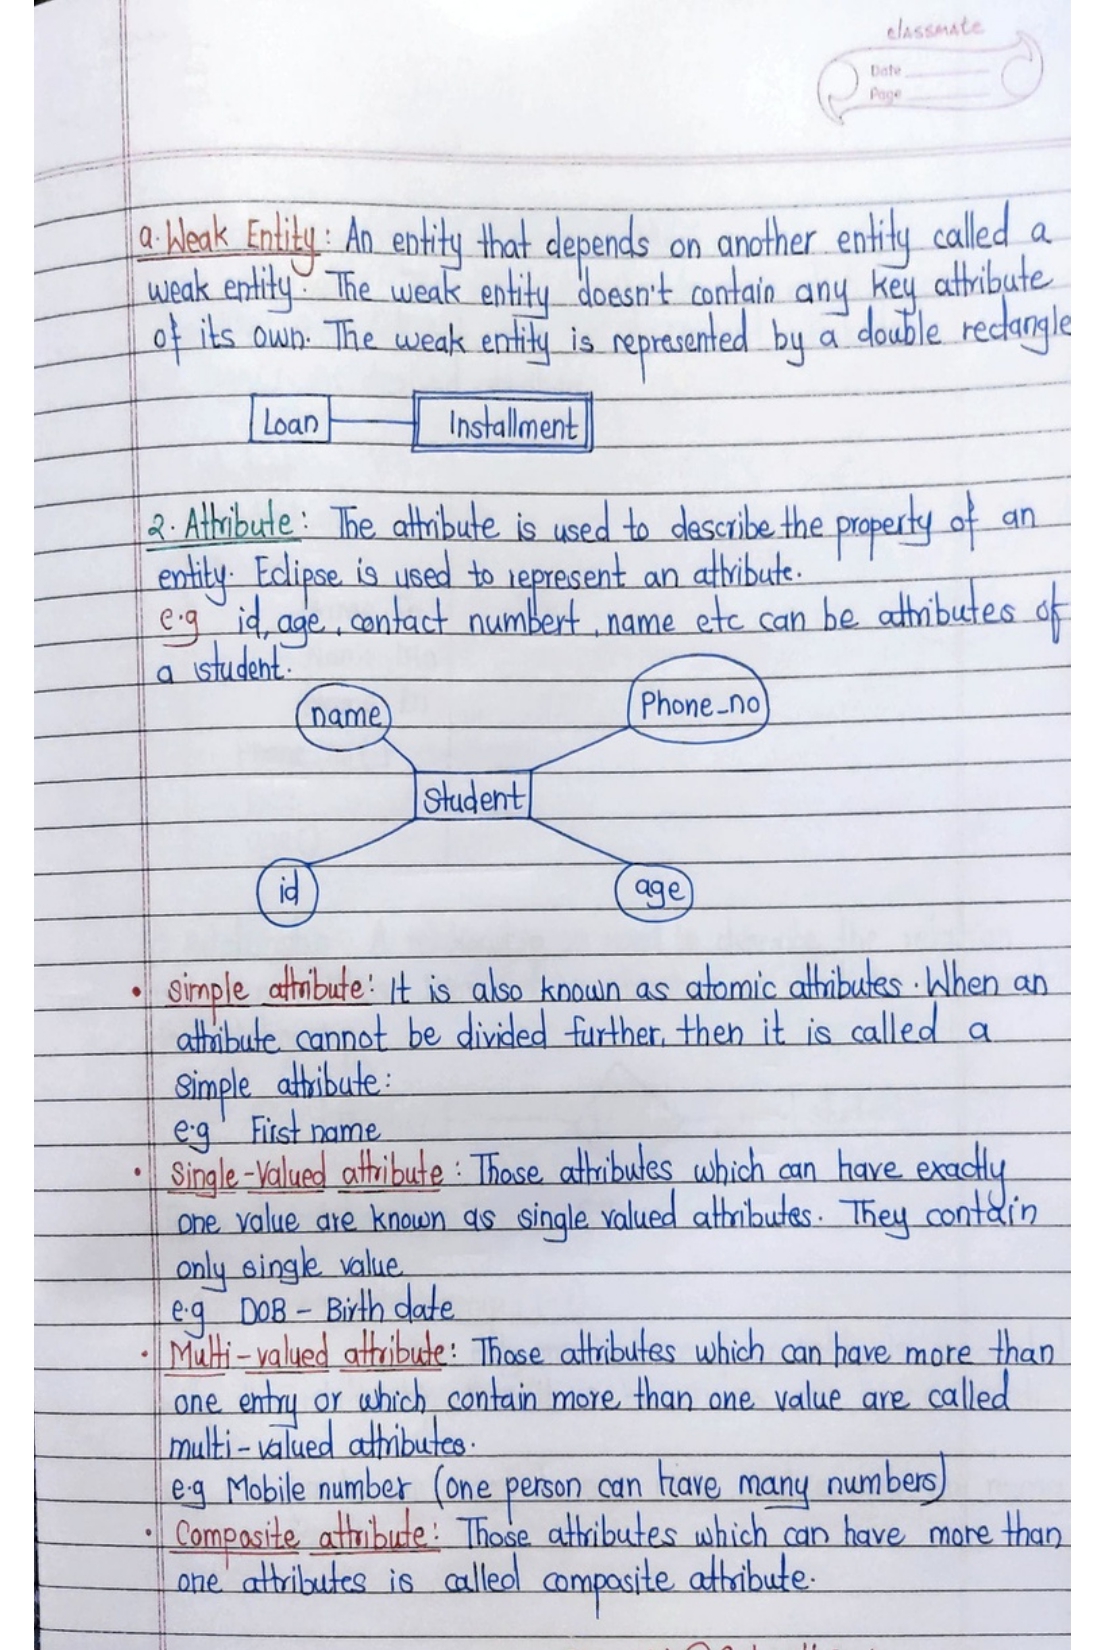 classmate
Date
Page
a. Weak Entity: An entity that depends on another entity called a
weak entity. The weak entity doesn't contain any key attribute
of its own. The weak entity is represented by a double rectangle
Loan
Installment
2. Attribute: The attribute is used to describe the property of an
entity. Eclipse is used to represent an attribute.
e.g id, age, contact numbert, name etc can be attributes of
a student.
name
Phone_no
Student
id
age
• Simple attribute: It is also known as atomic attributes. When an
attribute cannot be divided further, then it is called a
simple attribute:
e.g First name
• Single-Valued attribute: Those attributes which can have exactly
one value are known as single valued attributes. They contain
only single value
e.g DOB - Birth date
• Multi-valued attribute: Those attributes which can have more than
one entry or which contain more than one value are called
multi-valued attributes.
e.g Mobile number (one person can have many numbers)
• Composite attribute: Those attributes which can have more than
one attributes is called composite attribute.